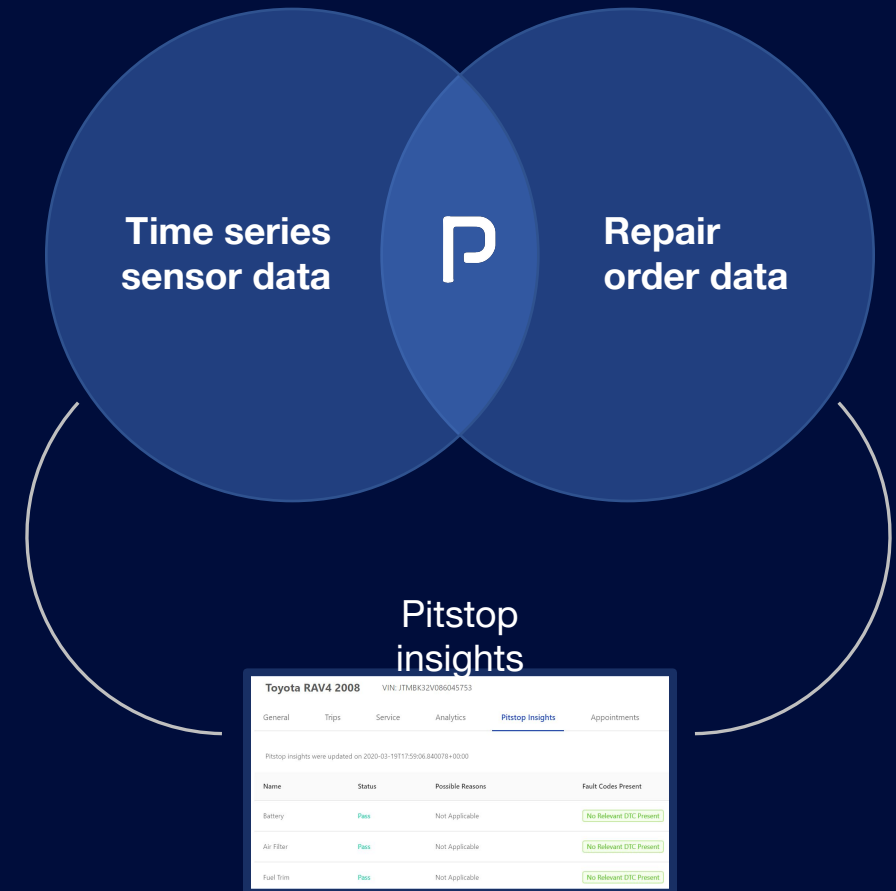 Time series
sensor data
P
Repair
order data
Pitstop
insights
Toyota RAV4 2008 VIN: JTMBK32V086045753
General Trips Service Analytics Pitstop Insights Appointments
Pitstop insights were updated on 2020-03-19T17:59:06.840078+00:00
Name Status Possible Reasons Fault Codes Present
Battery Pass Not Applicable No Relevant DTC Present
Air Filter Pass Not Applicable No Relevant DTC Present
Fuel Trim Pass Not Applicable No Relevant DTC Present